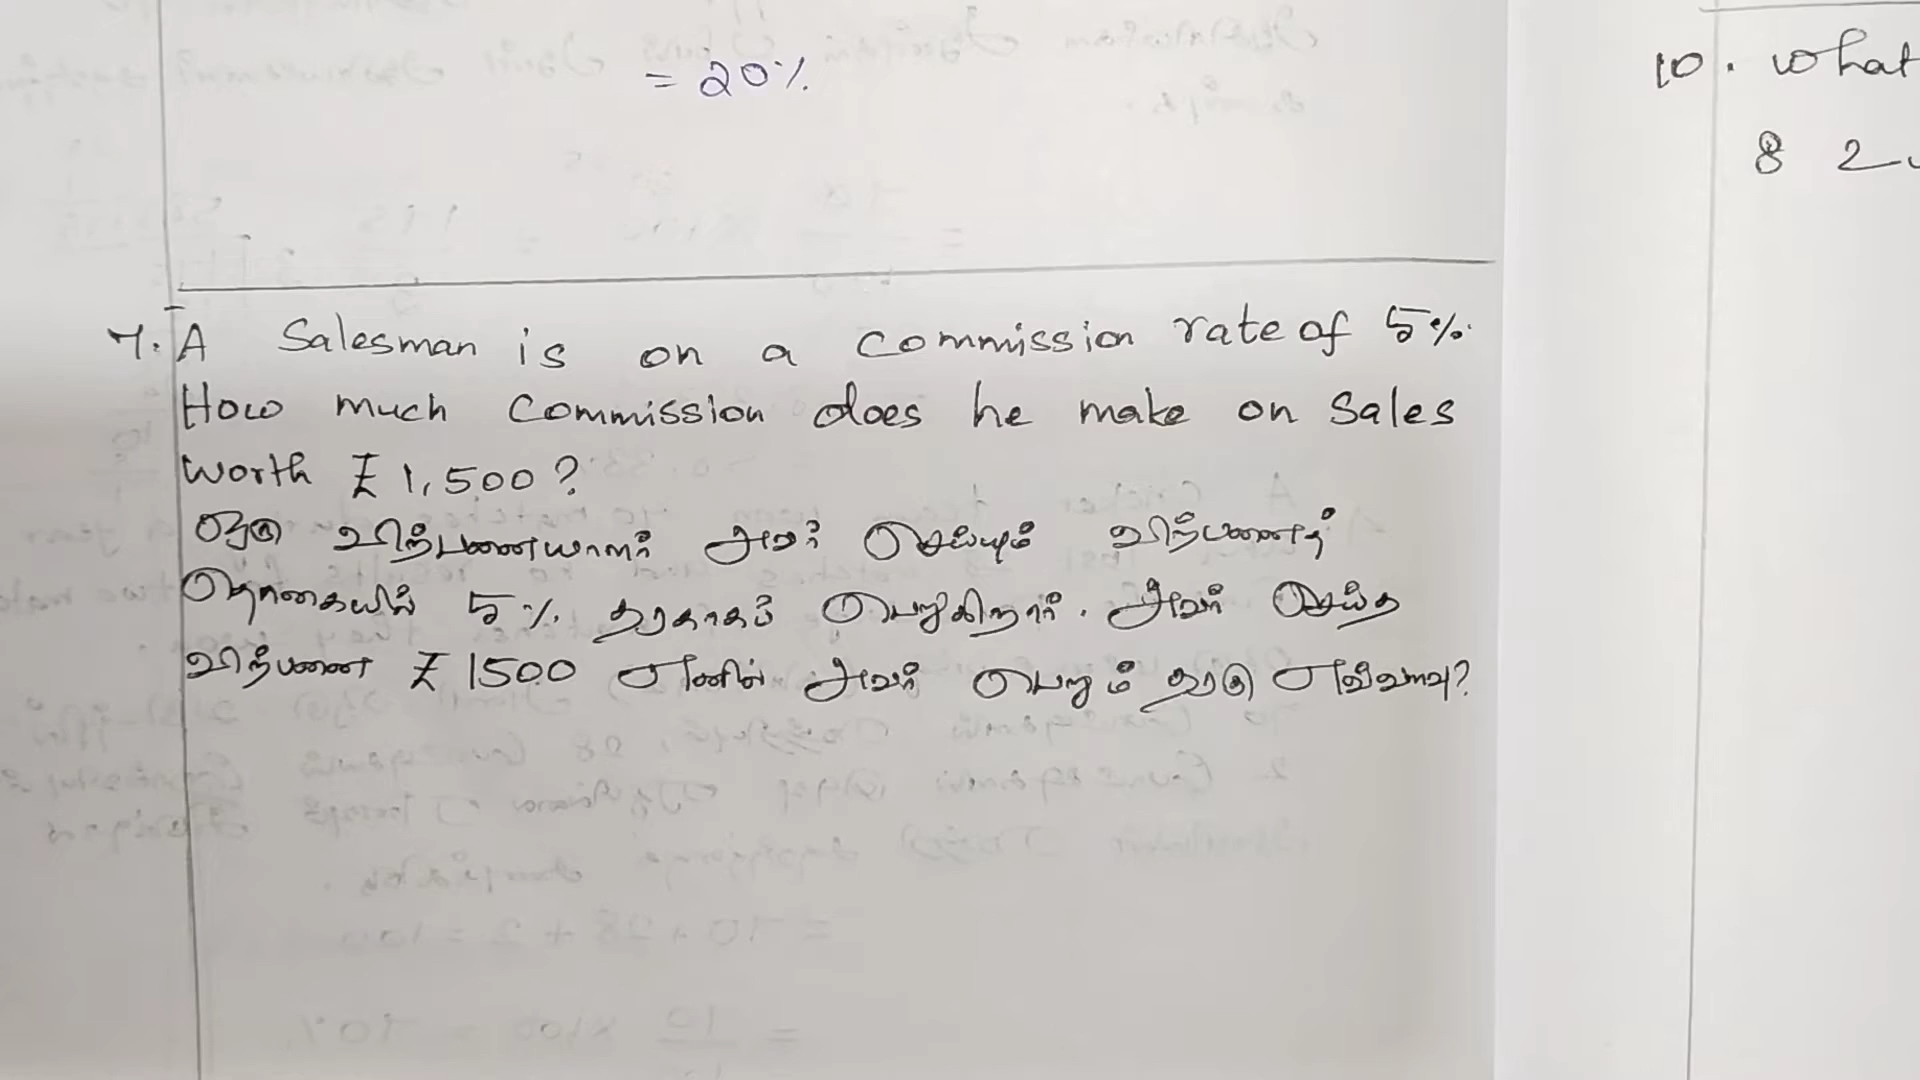 = 20%
7. A Salesman is on a commission rate of 5%.
How much commission does he make on sales
worth ₹ 1,500?
ஒரு விற்பனையாளர் அவர் செய்யும் விற்பனைத்
தொகையில் 5% தரகாகப் பெறுகிறார். அவர் செய்த
விற்பனை ₹ 1500 எனில் அவர் பெறும் தரகு எவ்வளவு?
10. What
8 2